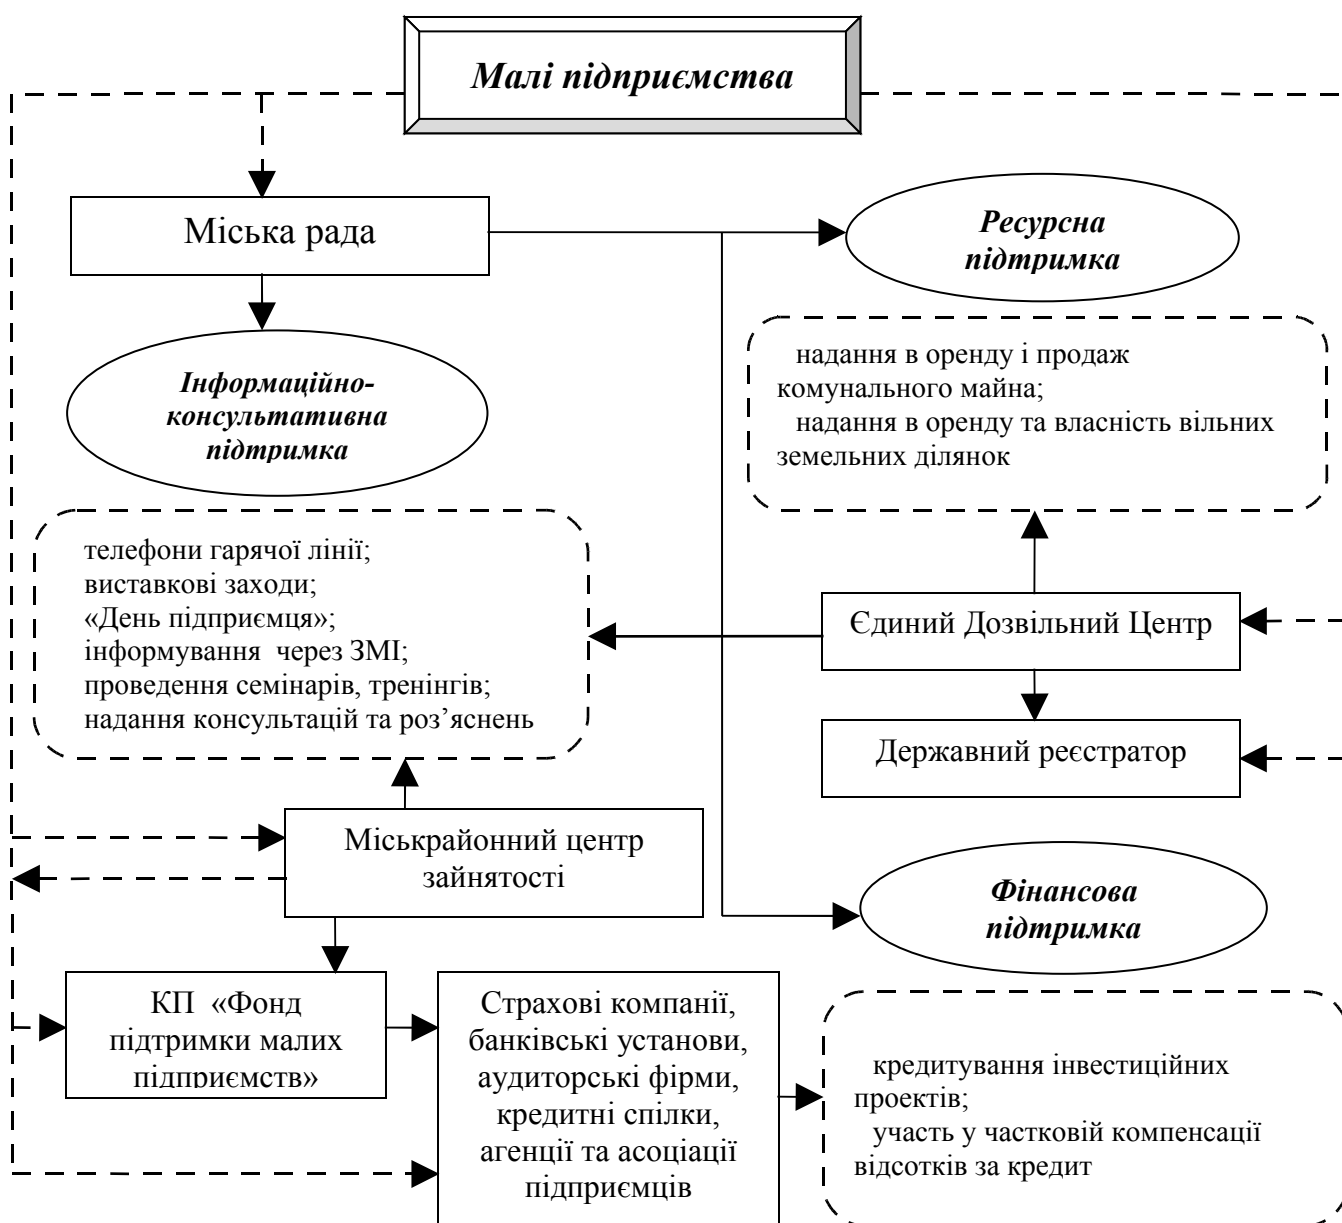 Малі підприємства
Міська рада
Ресурсна
підтримка
Інформаційно-
консультативна
підтримка
надання в оренду і продаж
комунального майна;
надання в оренду та власність вільних
земельних ділянок
телефони гарячої лінії;
виставкові заходи;
«День підприємця»;
інформування через ЗМІ;
проведення семінарів, тренінгів;
надання консультацій та роз’яснень
Єдиний Дозвільний Центр
Державний реєстратор
Міськрайонний центр
зайнятості
Фінансова
підтримка
КП «Фонд
підтримки малих
підприємств»
Страхові компанії,
банківські установи,
аудиторські фірми,
кредитні спілки,
агенції та асоціації
підприємців
кредитування інвестиційних
проектів;
участь у частковій компенсації
відсотків за кредит